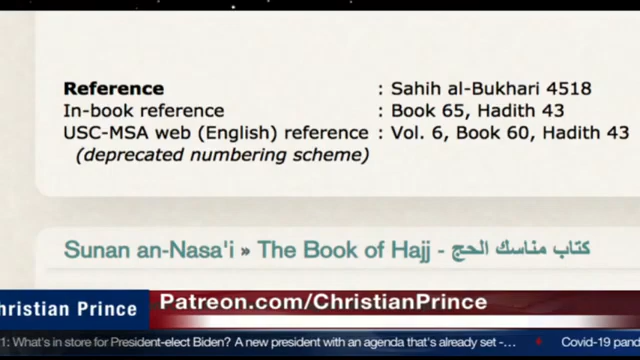 Reference : Sahih al-Bukhari 4518
In-book reference : Book 65, Hadith 43
USC-MSA web (English) reference : Vol. 6, Book 60, Hadith 43
(deprecated numbering scheme)
Sunan an-Nasa'i » The Book of Hajj - كتاب مناسك الحج
hristian Prince
Patreon.com/ChristianPrince
1: What's in store for President-elect Biden? A new president with an agenda that's already set -... Covid-19 pand